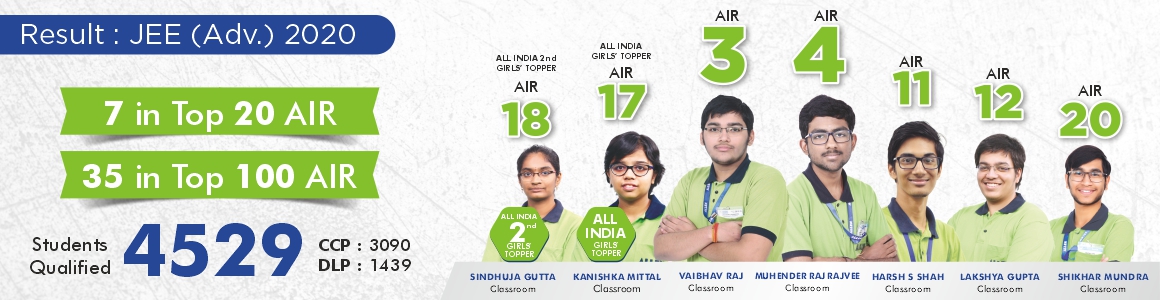 Result : JEE (Adv.) 2020
7 in Top 20 AIR
35 in Top 100 AIR
Students
Qualified
4529
CCP : 3090
DLP : 1439
ALL INDIA 2nd
GIRLS' TOPPER
AIR
18
ALL INDIA
2nd
GIRLS'
TOPPER
SINDHUJA GUTTA
Classroom
ALL INDIA
GIRLS' TOPPER
AIR
17
ALL
INDIA
GIRLS'
TOPPER
KANISHKA MITTAL
Classroom
AIR
3
VAIBHAV RAJ
Classroom
AIR
4
MUHENDER RAJ RAJVEE
Classroom
AIR
11
HARSH S SHAH
Classroom
AIR
12
LAKSHYA GUPTA
Classroom
AIR
20
SHIKHAR MUNDRA
Classroom